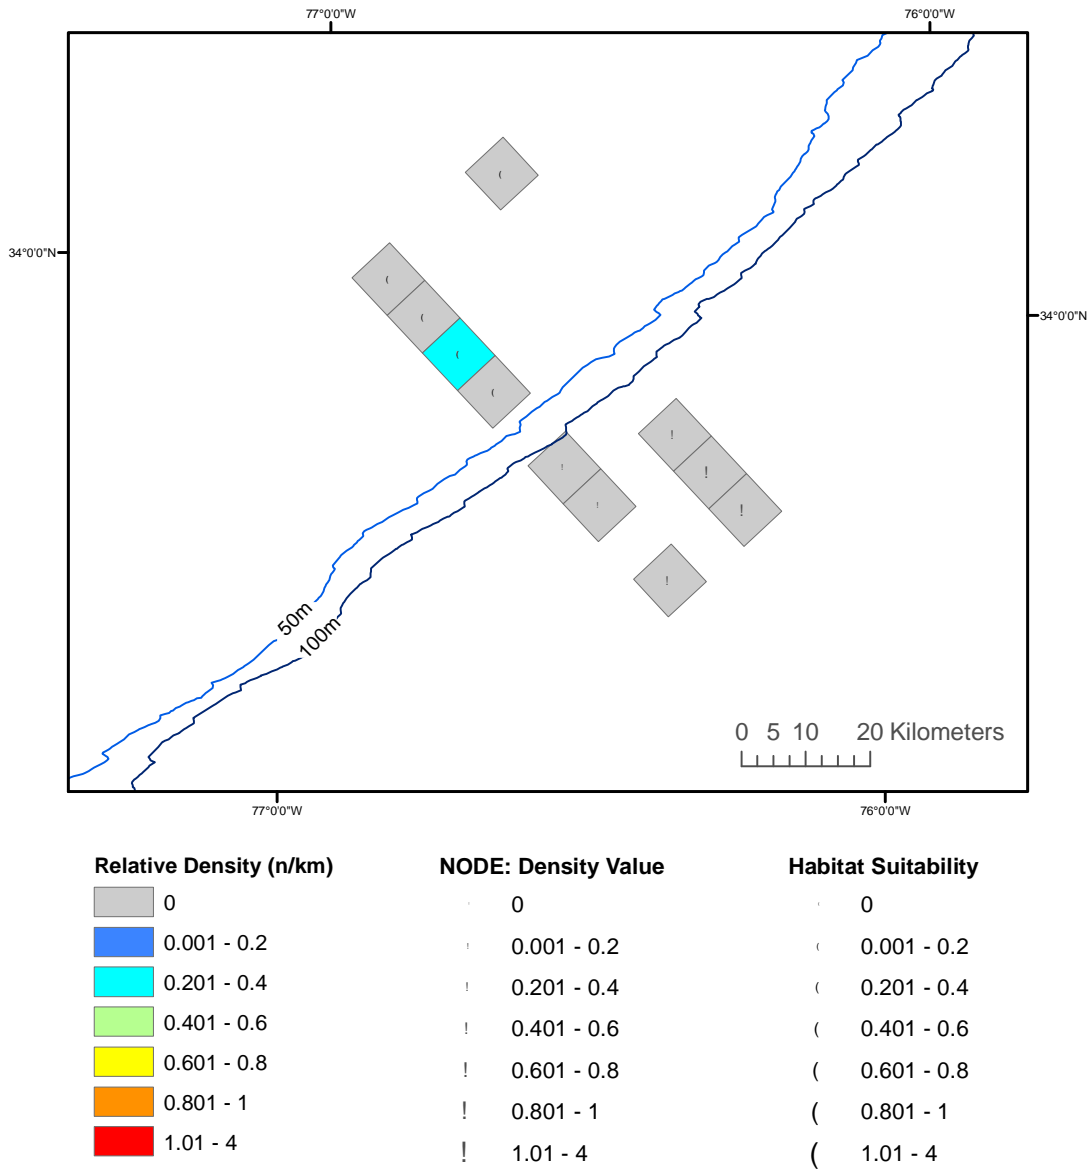 77°0'0"W 76°0'0"W
34°0'0"N
34°0'0"N
(
(
(
(
(
!
!
!
!
!
!
50m
100m
0 5 10 20 Kilometers
77°0'0"W 76°0'0"W
Relative Density (n/km) NODE: Density Value Habitat Suitability
0 ! 0 ( 0
0.001 - 0.2 ! 0.001 - 0.2 ( 0.001 - 0.2
0.201 - 0.4 ! 0.201 - 0.4 ( 0.201 - 0.4
0.401 - 0.6 ! 0.401 - 0.6 ( 0.401 - 0.6
0.601 - 0.8 ! 0.601 - 0.8 ( 0.601 - 0.8
0.801 - 1 ! 0.801 - 1 ( 0.801 - 1
1.01 - 4 ! 1.01 - 4 ( 1.01 - 4